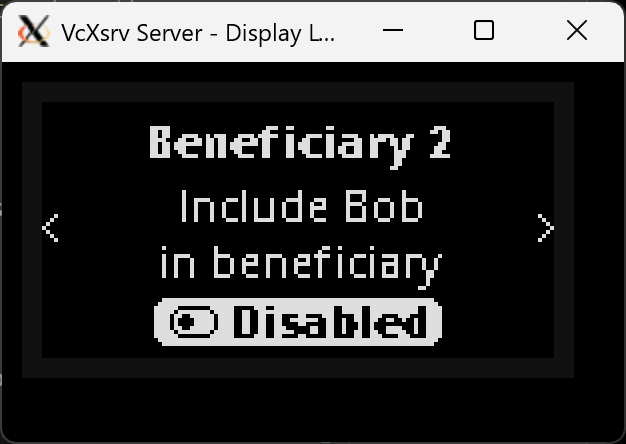 VcXsrv Server - Display L...
Beneficiary 2
Include Bob
in beneficiary
Disabled